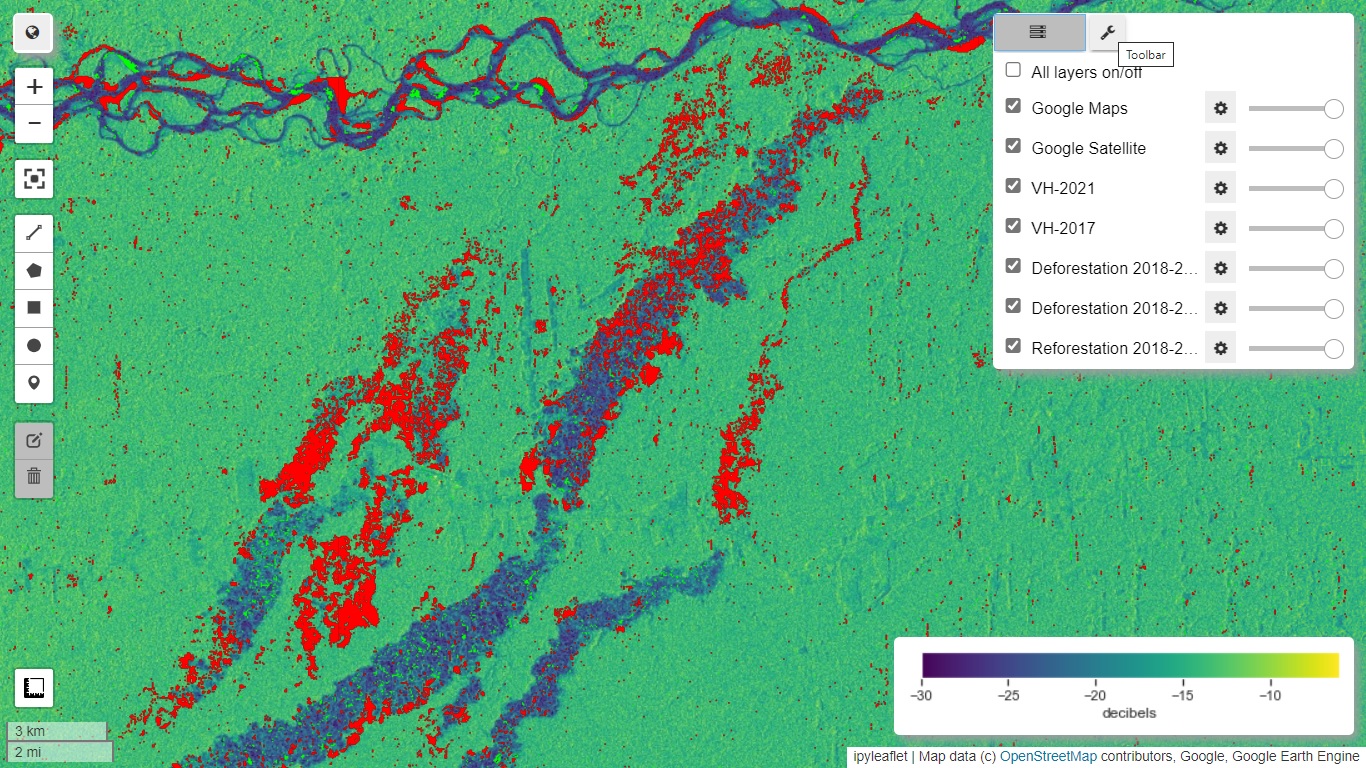 Toolbar
All layers on/off
Google Maps
Google Satellite
VH-2021
VH-2017
Deforestation 2018-2...
Deforestation 2018-2...
Reforestation 2018-2...
+
−
−30 −25 −20 −15 −10
decibels
3 km
2 mi
ipyleaflet | Map data (c) OpenStreetMap contributors, Google, Google Earth Engine